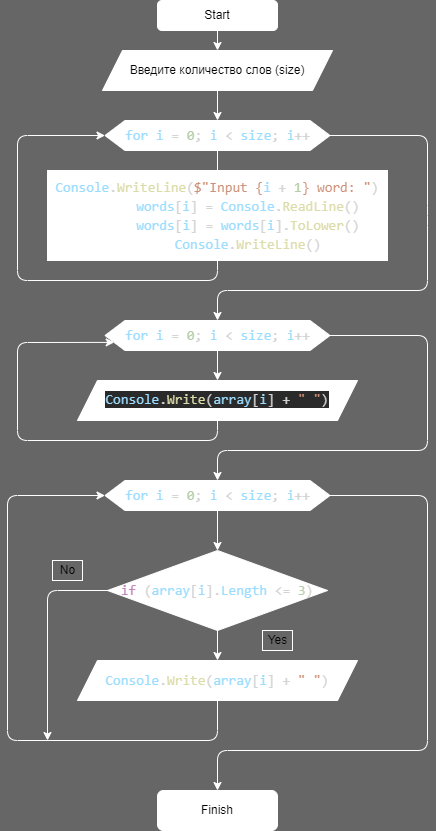 Start
Введите количество слов (size)
for i = 0; i < size; i++
Console.WriteLine($"Input {i + 1} word: ")
words[i] = Console.ReadLine()
words[i] = words[i].ToLower()
Console.WriteLine()
for i = 0; i < size; i++
Console.Write(array[i] + " ")
for i = 0; i < size; i++
No
if (array[i].Length <= 3)
Yes
Console.Write(array[i] + " ")
Finish